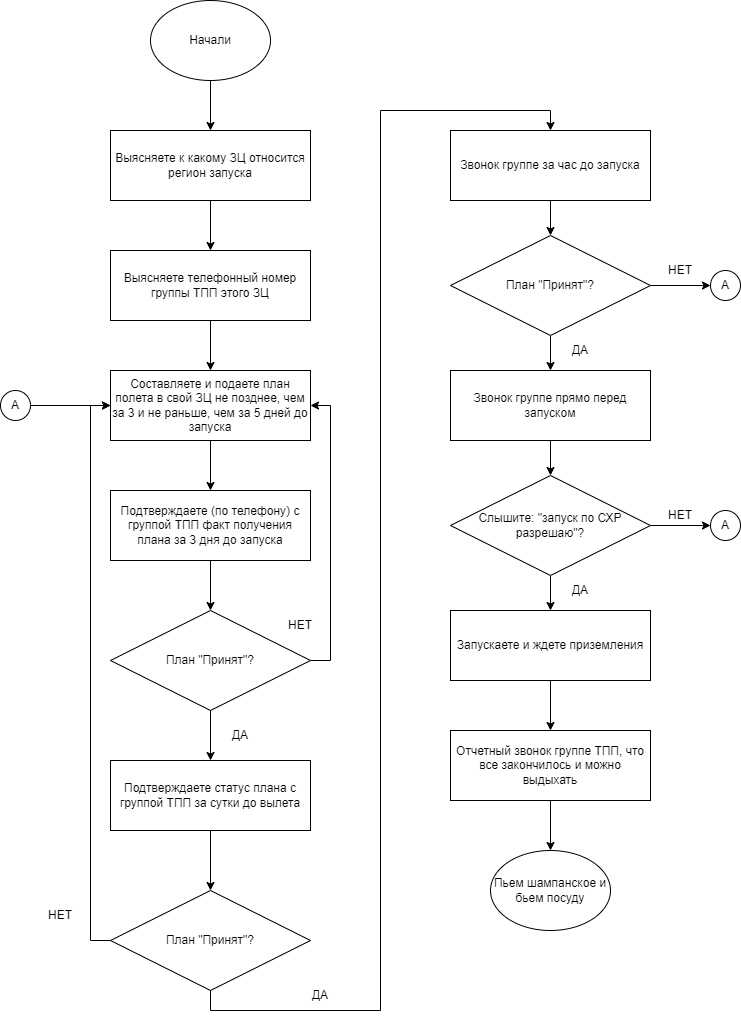 Начали
Выясняете к какому ЗЦ относится
регион запуска
Выясняете телефонный номер
группы ТПП этого ЗЦ
Составляете и подаете план
полета в свой ЗЦ не позднее, чем
за 3 и не раньше, чем за 5 дней до
запуска
А
Подтверждаете (по телефону) с
группой ТПП факт получения
плана за 3 дня до запуска
План "Принят"?
НЕТ
ДА
Подтверждаете статус плана с
группой ТПП за сутки до вылета
План "Принят"?
НЕТ
ДА
Звонок группе за час до запуска
План "Принят"?
НЕТ
А
ДА
Звонок группе прямо перед
запуском
Слышите: "запуск по СХР
разрешаю"?
НЕТ
А
ДА
Запускаете и ждете приземления
Отчетный звонок группе ТПП, что
все закончилось и можно
выдыхать
Пьем шампанское и
бьем посуду